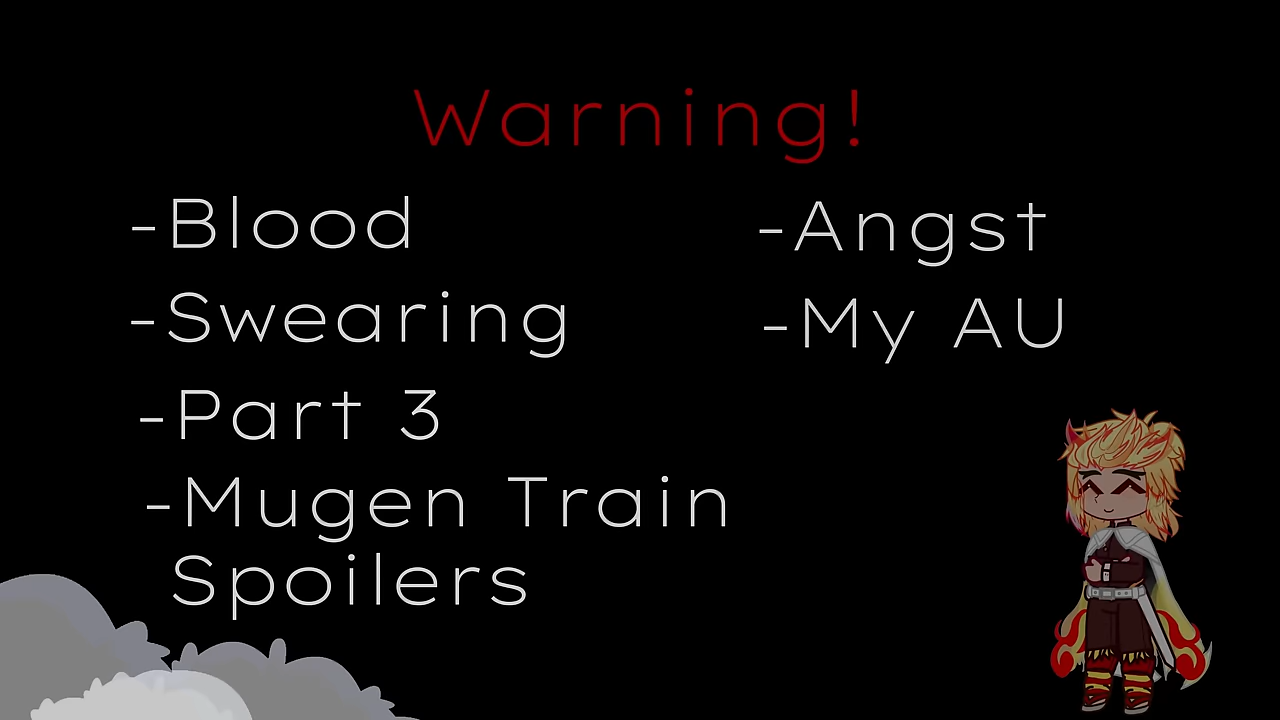 Warning!
-Blood
-Swearing
-Part 3
-Mugen Train
Spoilers
-Angst
-My AU